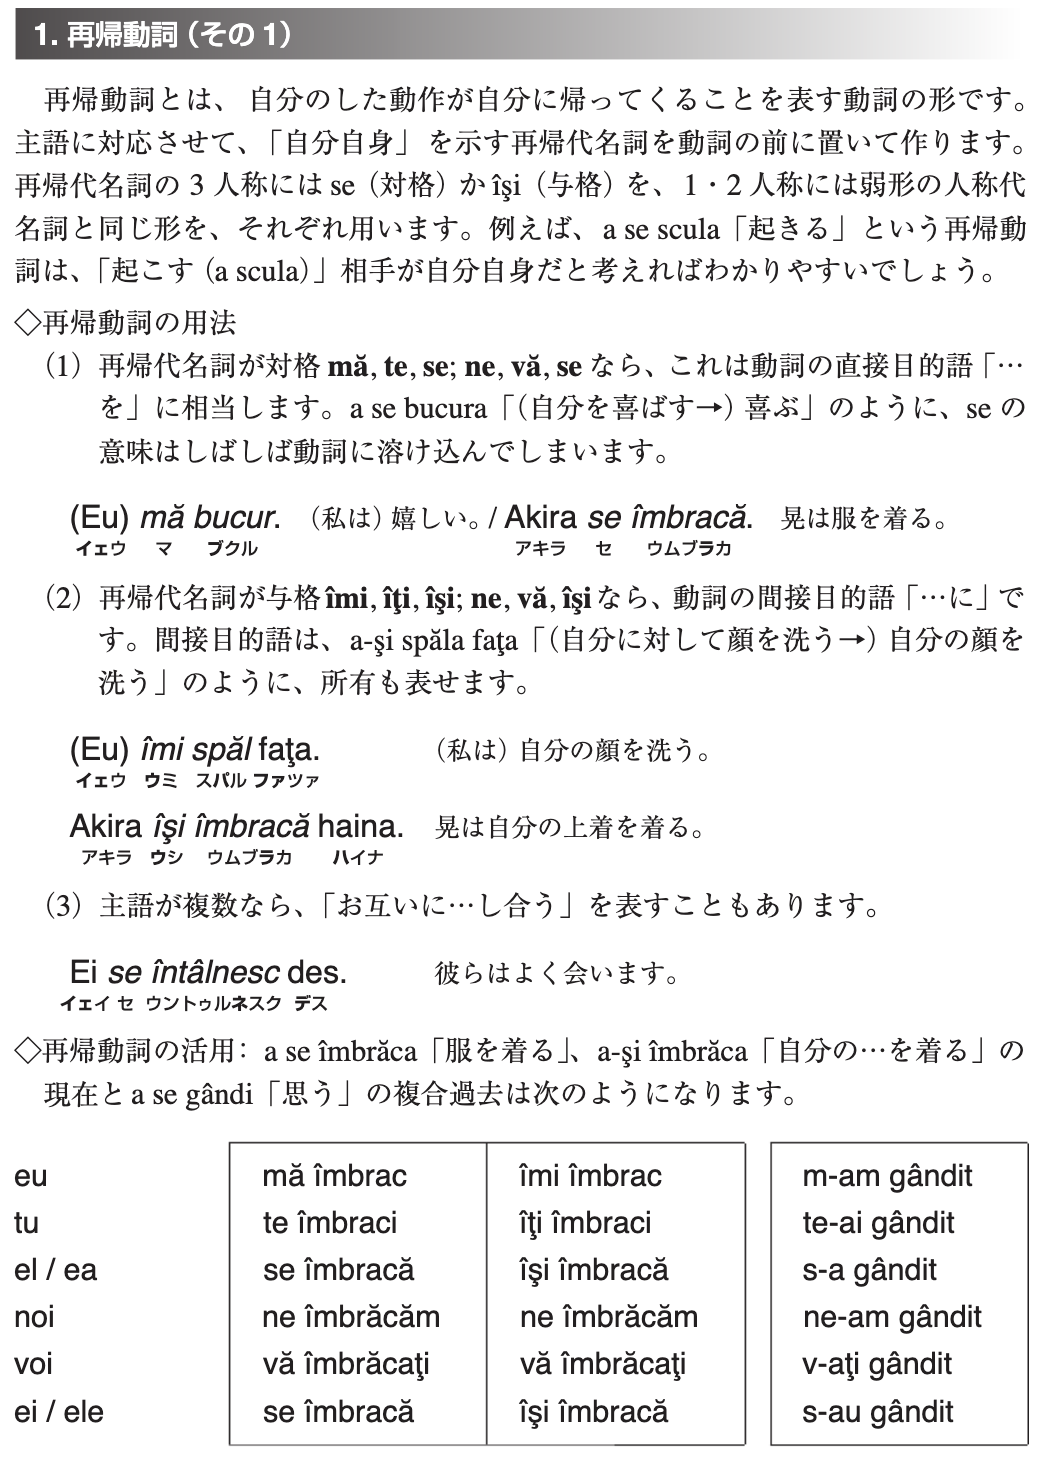 1. 再帰動詞（その 1）
再帰動詞とは、自分のした動作が自分に帰ってくることを表す動詞の形です。
主語に対応させて、「自分自身」を示す再帰代名詞を動詞の前に置いて作ります。
再帰代名詞の 3 人称には se（対格）か îşi（与格）を、1・2 人称には弱形の人称代
名詞と同じ形を、それぞれ用います。例えば、a se scula「起きる」という再帰動
詞は、「起こす（a scula）」相手が自分自身だと考えればわかりやすいでしょう。
◇再帰動詞の用法
（1）再帰代名詞が対格 mă, te, se; ne, vă, se なら、これは動詞の直接目的語「…
を」に相当します。a se bucura「（自分を喜ばす→）喜ぶ」のように、se の
意味はしばしば動詞に溶け込んでしまいます。
(Eu) mă bucur. （私は）嬉しい。/ Akira se îmbracă. 晃は服を着る。
イェウ マ ブクル アキラ セ ウムブラカ
（2）再帰代名詞が与格 îmi, îţi, îşi; ne, vă, îşi なら、動詞の間接目的語「…に」で
す。間接目的語は、a-şi spăla faţa「（自分に対して顔を洗う→）自分の顔を
洗う」のように、所有も表せます。
(Eu) îmi spăl faţa. （私は）自分の顔を洗う。
イェウ ウミ スパル ファツァ
Akira îşi îmbracă haina. 晃は自分の上着を着る。
アキラ ウシ ウムブラカ ハイナ
（3）主語が複数なら、「お互いに…し合う」を表すこともあります。
Ei se întâlnesc des. 彼らはよく会います。
イェイ セ ウントゥルネスク デス
◇再帰動詞の活用：a se îmbrăca「服を着る」、a-şi îmbrăca「自分の…を着る」の
現在と a se gândi「思う」の複合過去は次のようになります。
eu mă îmbrac îmi îmbrac m-am gândit
tu te îmbraci îţi îmbraci te-ai gândit
el / ea se îmbracă îşi îmbracă s-a gândit
noi ne îmbrăcăm ne îmbrăcăm ne-am gândit
voi vă îmbrăcaţi vă îmbrăcaţi v-aţi gândit
ei / ele se îmbracă îşi îmbracă s-au gândit